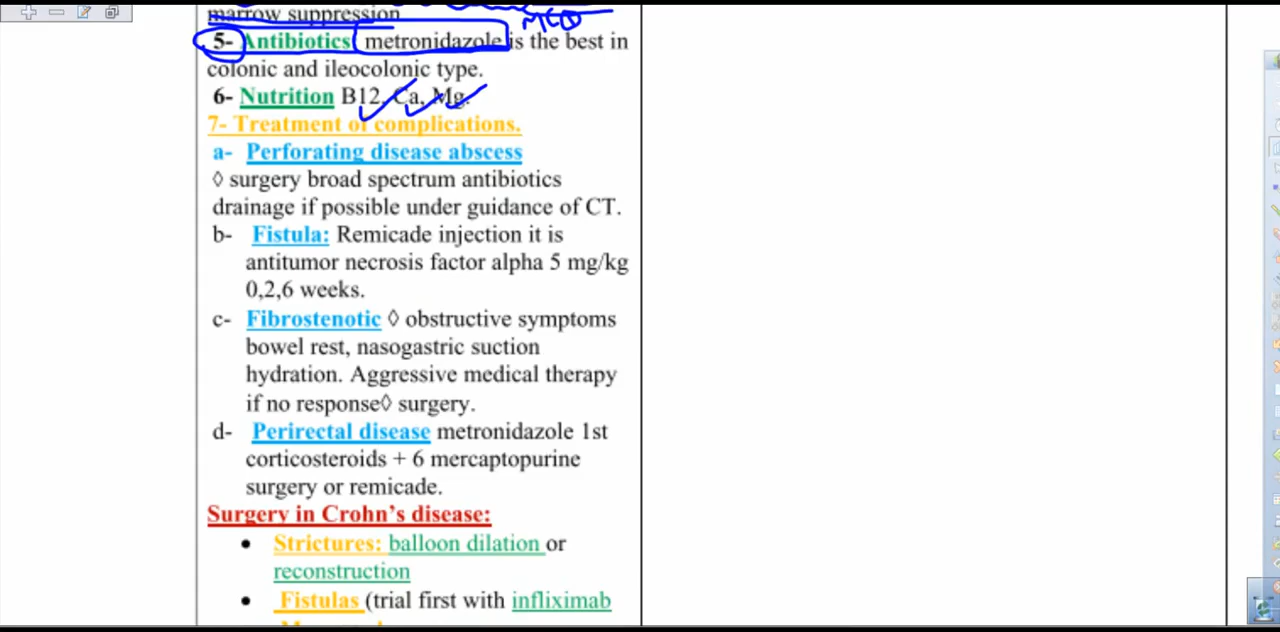 marrow suppression
MCQ
5- Antibiotics metronidazole is the best in
colonic and ileocolonic type.
6- Nutrition B12, Ca, Mg.
7- Treatment of complications.
a- Perforating disease abscess
◊ surgery broad spectrum antibiotics
drainage if possible under guidance of CT.
b- Fistula: Remicade injection it is
antitumor necrosis factor alpha 5 mg/kg
0,2,6 weeks.
c- Fibrostenotic ◊ obstructive symptoms
bowel rest, nasogastric suction
hydration. Aggressive medical therapy
if no response◊ surgery.
d- Perirectal disease metronidazole 1st
corticosteroids + 6 mercaptopurine
surgery or remicade.
Surgery in Crohn's disease:
• Strictures: balloon dilation or
reconstruction
• Fistulas (trial first with infliximab